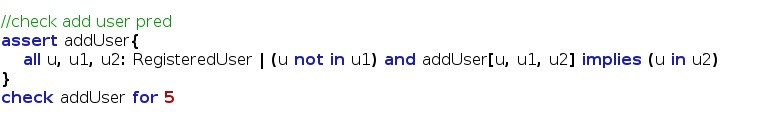 //check add user pred
assert addUser{
all u, u1, u2: RegisteredUser | (u not in u1) and addUser[u, u1, u2] implies (u in u2)
}
check addUser for 5